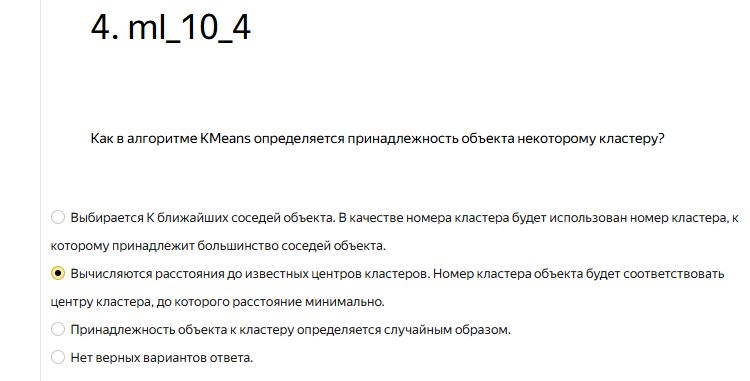 4. ml_10_4
Как в алгоритме KMeans определяется принадлежность объекта некоторому кластеру?
Выбирается К ближайших соседей объекта. В качестве номера кластера будет использован номер кластера, к
которому принадлежит большинство соседей объекта.
Вычисляются расстояния до известных центров кластеров. Номер кластера объекта будет соответствовать
центру кластера, до которого расстояние минимально.
Принадлежность объекта к кластеру определяется случайным образом.
Нет верных вариантов ответа.